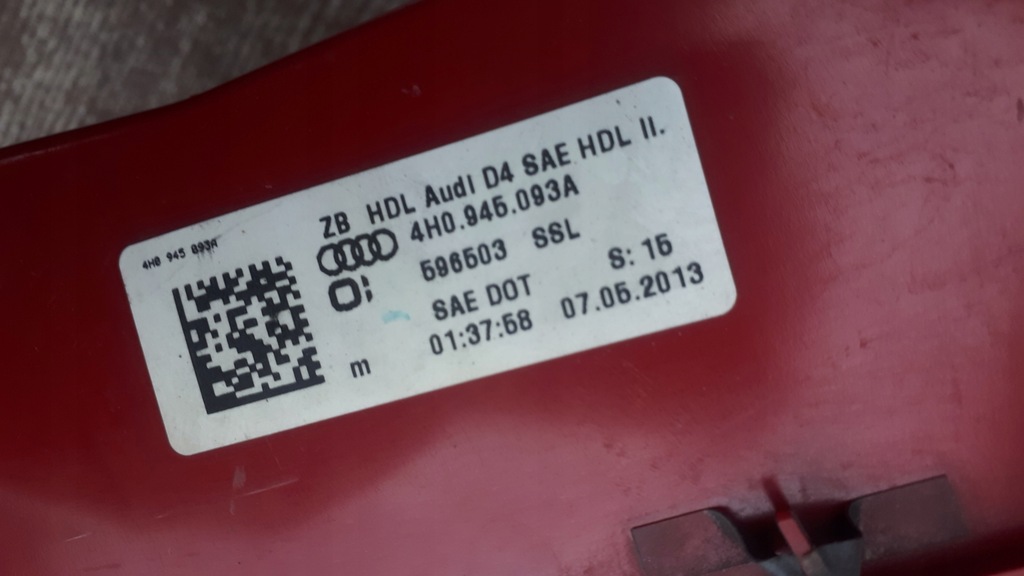 4H0 945 093A
ZB HDL Audi D4 SAE HDL II.
4H0.945.093A
596503 SSL
SAE DOT S: 15
01:37:58 07.05.2013
m